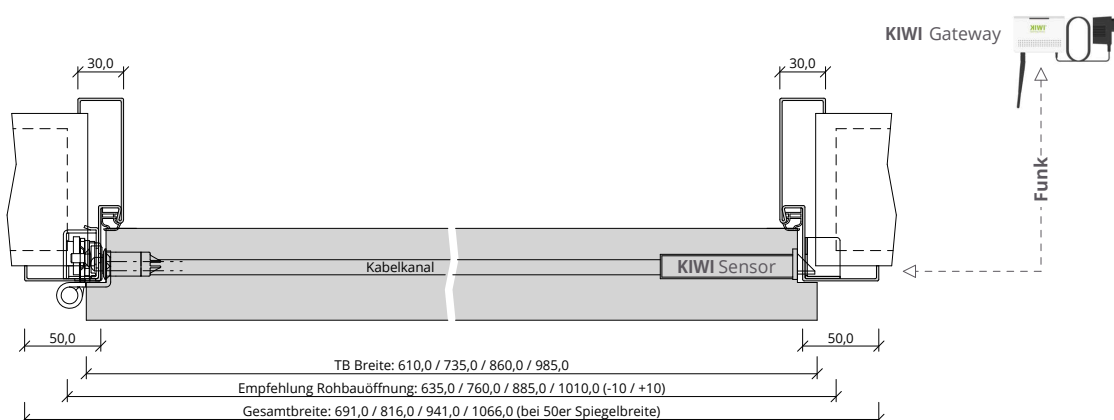 KIWI Gateway
KIWI
30,0
30,0
Funk
Kabelkanal
KIWI Sensor
50,0
50,0
TB Breite: 610,0 / 735,0 / 860,0 / 985,0
Empfehlung Rohbauöffnung: 635,0 / 760,0 / 885,0 / 1010,0 (-10 / +10)
Gesamtbreite: 691,0 / 816,0 / 941,0 / 1066,0 (bei 50er Spiegelbreite)